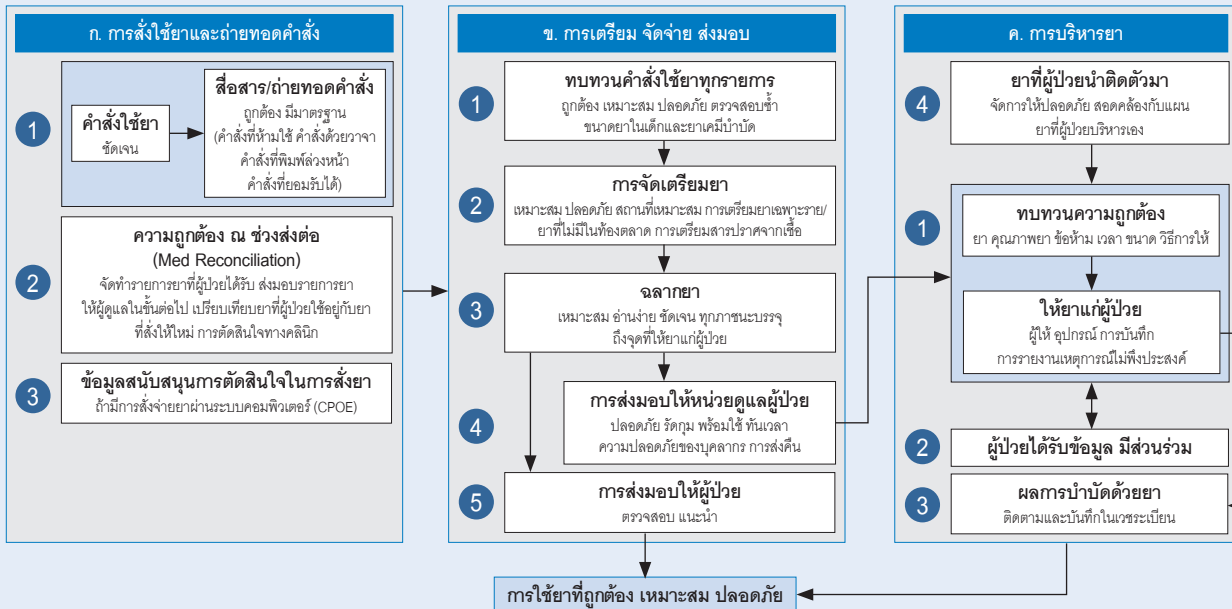 ก. การสั่งใช้ยาและถ่ายทอดคำสั่ง
1
คำสั่งใช้ยา
ชัดเจน
สื่อสาร/ถ่ายทอดคำสั่ง
ถูกต้อง มีมาตรฐาน
(คำสั่งที่ห้ามใช้ คำสั่งด้วยวาจา
คำสั่งที่พิมพ์ล่วงหน้า
คำสั่งที่ยอมรับได้)
2
ความถูกต้อง ณ ช่วงส่งต่อ
(Med Reconciliation)
จัดทำรายการยาที่ผู้ป่วยได้รับ ส่งมอบรายการยา
ให้ผู้ดูแลในขั้นต่อไป เปรียบเทียบยาที่ผู้ป่วยใช้อยู่กับยา
ที่สั่งให้ใหม่ การตัดสินใจทางคลินิก
3
ข้อมูลสนับสนุนการตัดสินใจในการสั่งยา
ถ้ามีการสั่งจ่ายยาผ่านระบบคอมพิวเตอร์ (CPOE)
ข. การเตรียม จัดจ่าย ส่งมอบ
1
ทบทวนคำสั่งใช้ยาทุกรายการ
ถูกต้อง เหมาะสม ปลอดภัย ตรวจสอบซ้ำ
ขนาดยาในเด็กและยาเคมีบำบัด
2
การจัดเตรียมยา
เหมาะสม ปลอดภัย สถานที่เหมาะสม การเตรียมยาเฉพาะราย/
ยาที่ไม่มีในท้องตลาด การเตรียมสารปราศจากเชื้อ
3
ฉลากยา
เหมาะสม อ่านง่าย ชัดเจน ทุกภาชนะบรรจุ
ถึงจุดที่ให้ยาแก่ผู้ป่วย
4
การส่งมอบให้หน่วยดูแลผู้ป่วย
ปลอดภัย รัดกุม พร้อมใช้ ทันเวลา
ความปลอดภัยของบุคลากร การส่งคืน
5
การส่งมอบให้ผู้ป่วย
ตรวจสอบ แนะนำ
ค. การบริหารยา
4
ยาที่ผู้ป่วยนำติดตัวมา
จัดการให้ปลอดภัย สอดคล้องกับแผน
ยาที่ผู้ป่วยบริหารเอง
1
ทบทวนความถูกต้อง
ยา คุณภาพยา ข้อห้าม เวลา ขนาด วิธีการให้
ให้ยาแก่ผู้ป่วย
ผู้ให้ อุปกรณ์ การบันทึก
การรายงานเหตุการณ์ไม่พึงประสงค์
2
ผู้ป่วยได้รับข้อมูล มีส่วนร่วม
3
ผลการบำบัดด้วยยา
ติดตามและบันทึกในเวชระเบียน
การใช้ยาที่ถูกต้อง เหมาะสม ปลอดภัย